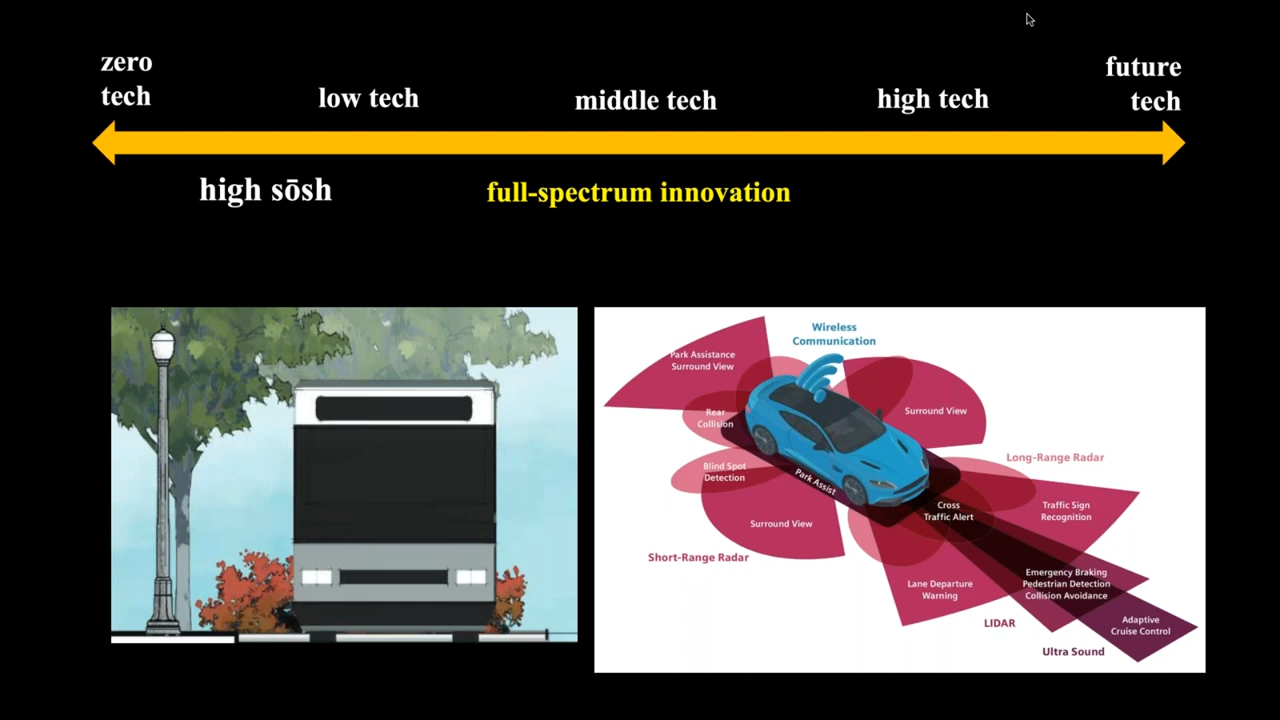 zero
tech
low tech
middle tech
high tech
future
tech
high sōsh
full-spectrum innovation
Wireless
Communication
Park Assistance
Surround View
Surround View
Rear
Collision
Blind Spot
Detection
Park Assist
Long-Range Radar
Cross
Traffic Alert
Traffic Sign
Recognition
Surround View
Short-Range Radar
Lane Departure
Warning
Emergency Braking
Pedestrian Detection
Collision Avoidance
LIDAR
Adaptive
Cruise Control
Ultra Sound